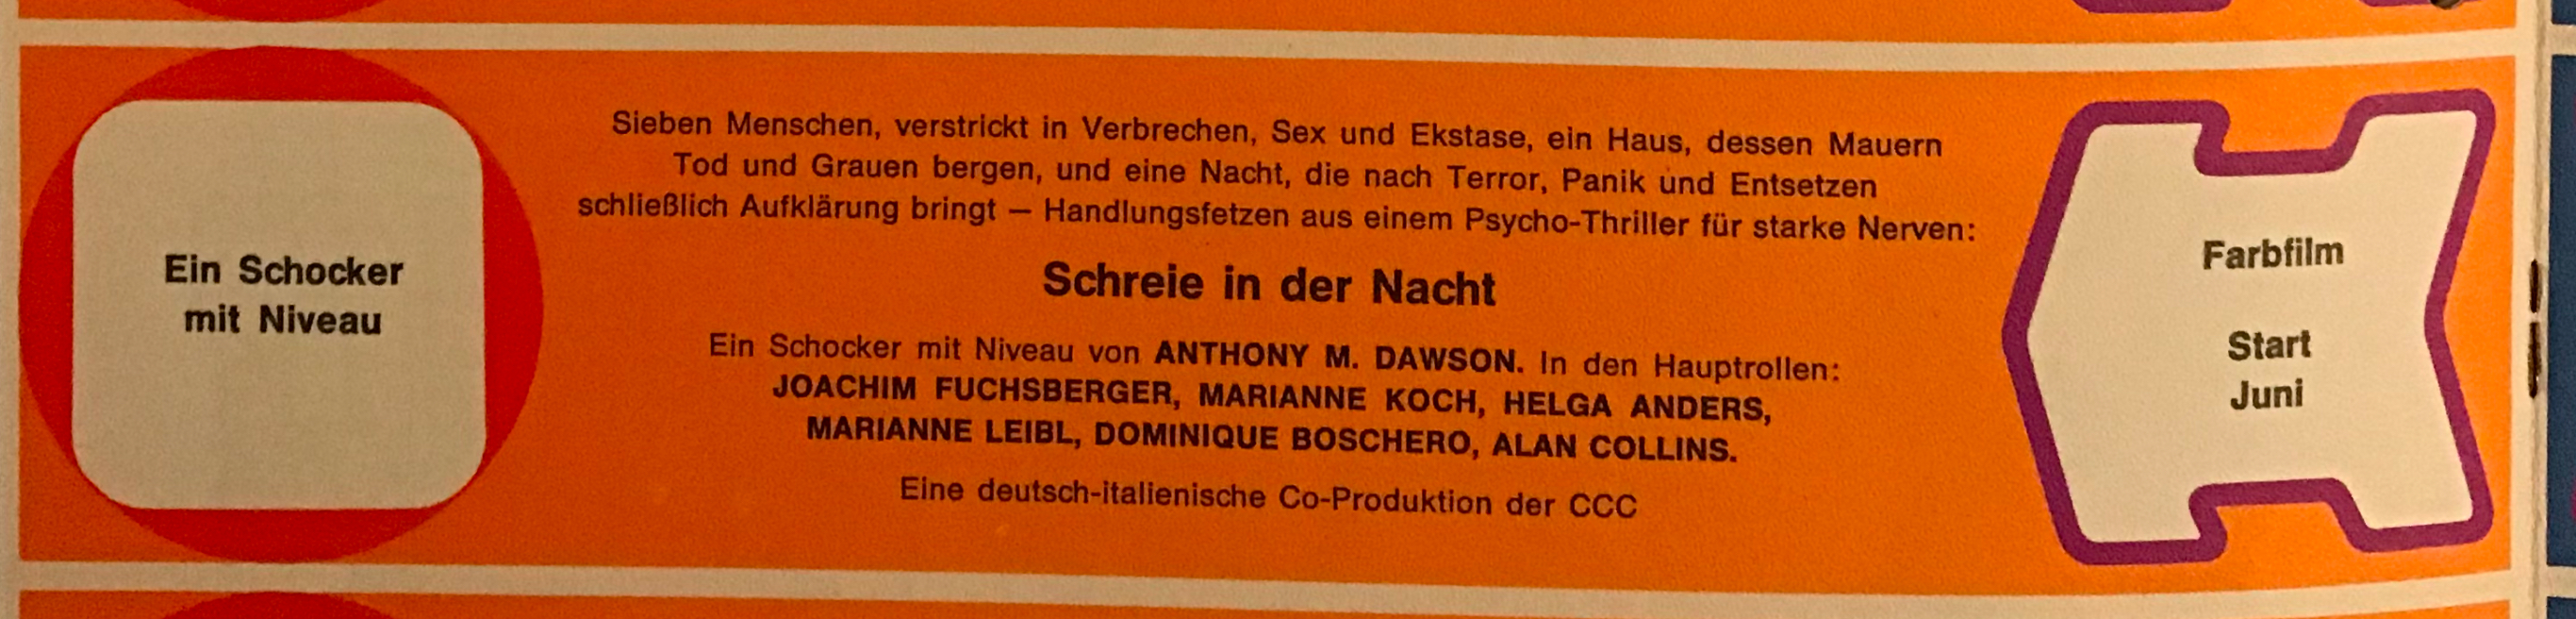 Ein Schocker
mit Niveau
Sieben Menschen, verstrickt in Verbrechen, Sex und Ekstase, ein Haus, dessen Mauern
Tod und Grauen bergen, und eine Nacht, die nach Terror, Panik und Entsetzen
schließlich Aufklärung bringt — Handlungsfetzen aus einem Psycho-Thriller für starke Nerven:
Schreie in der Nacht
Ein Schocker mit Niveau von ANTHONY M. DAWSON. In den Hauptrollen:
JOACHIM FUCHSBERGER, MARIANNE KOCH, HELGA ANDERS,
MARIANNE LEIBL, DOMINIQUE BOSCHERO, ALAN COLLINS.
Eine deutsch-italienische Co-Produktion der CCC
Farbfilm
Start
Juni